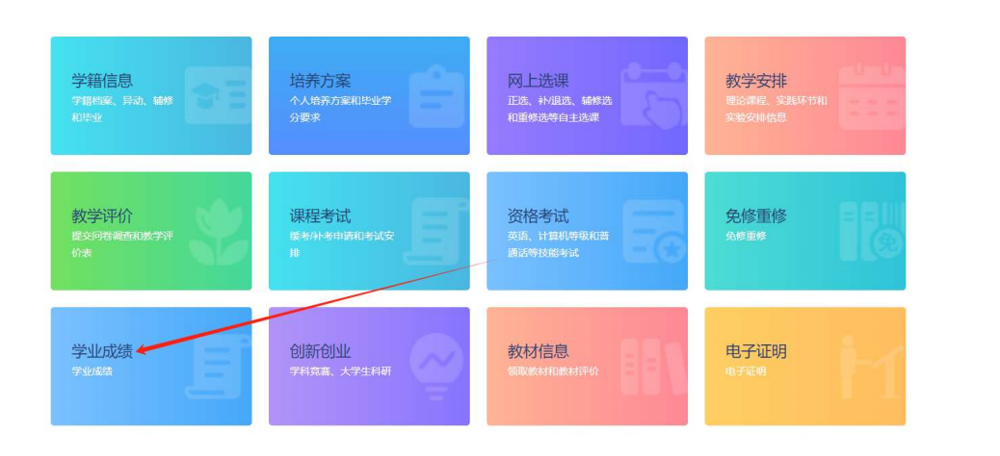 学籍信息
学籍档案、异动、辅修
和毕业
培养方案
个人培养方案和毕业学
分要求
网上选课
正选、补/退选、辅修选
和重修选等自主选课
教学安排
理论课程、实践环节和
实验安排信息
教学评价
提交问卷调查和教学评
价表
课程考试
缓考/补考申请和考试安
排
资格考试
英语、计算机等级和普
通话等技能考试
免修重修
免修重修
免
学业成绩
学业成绩
创新创业
学科竞赛、大学生科研
教材信息
领取教材和教材评价
电子证明
电子证明